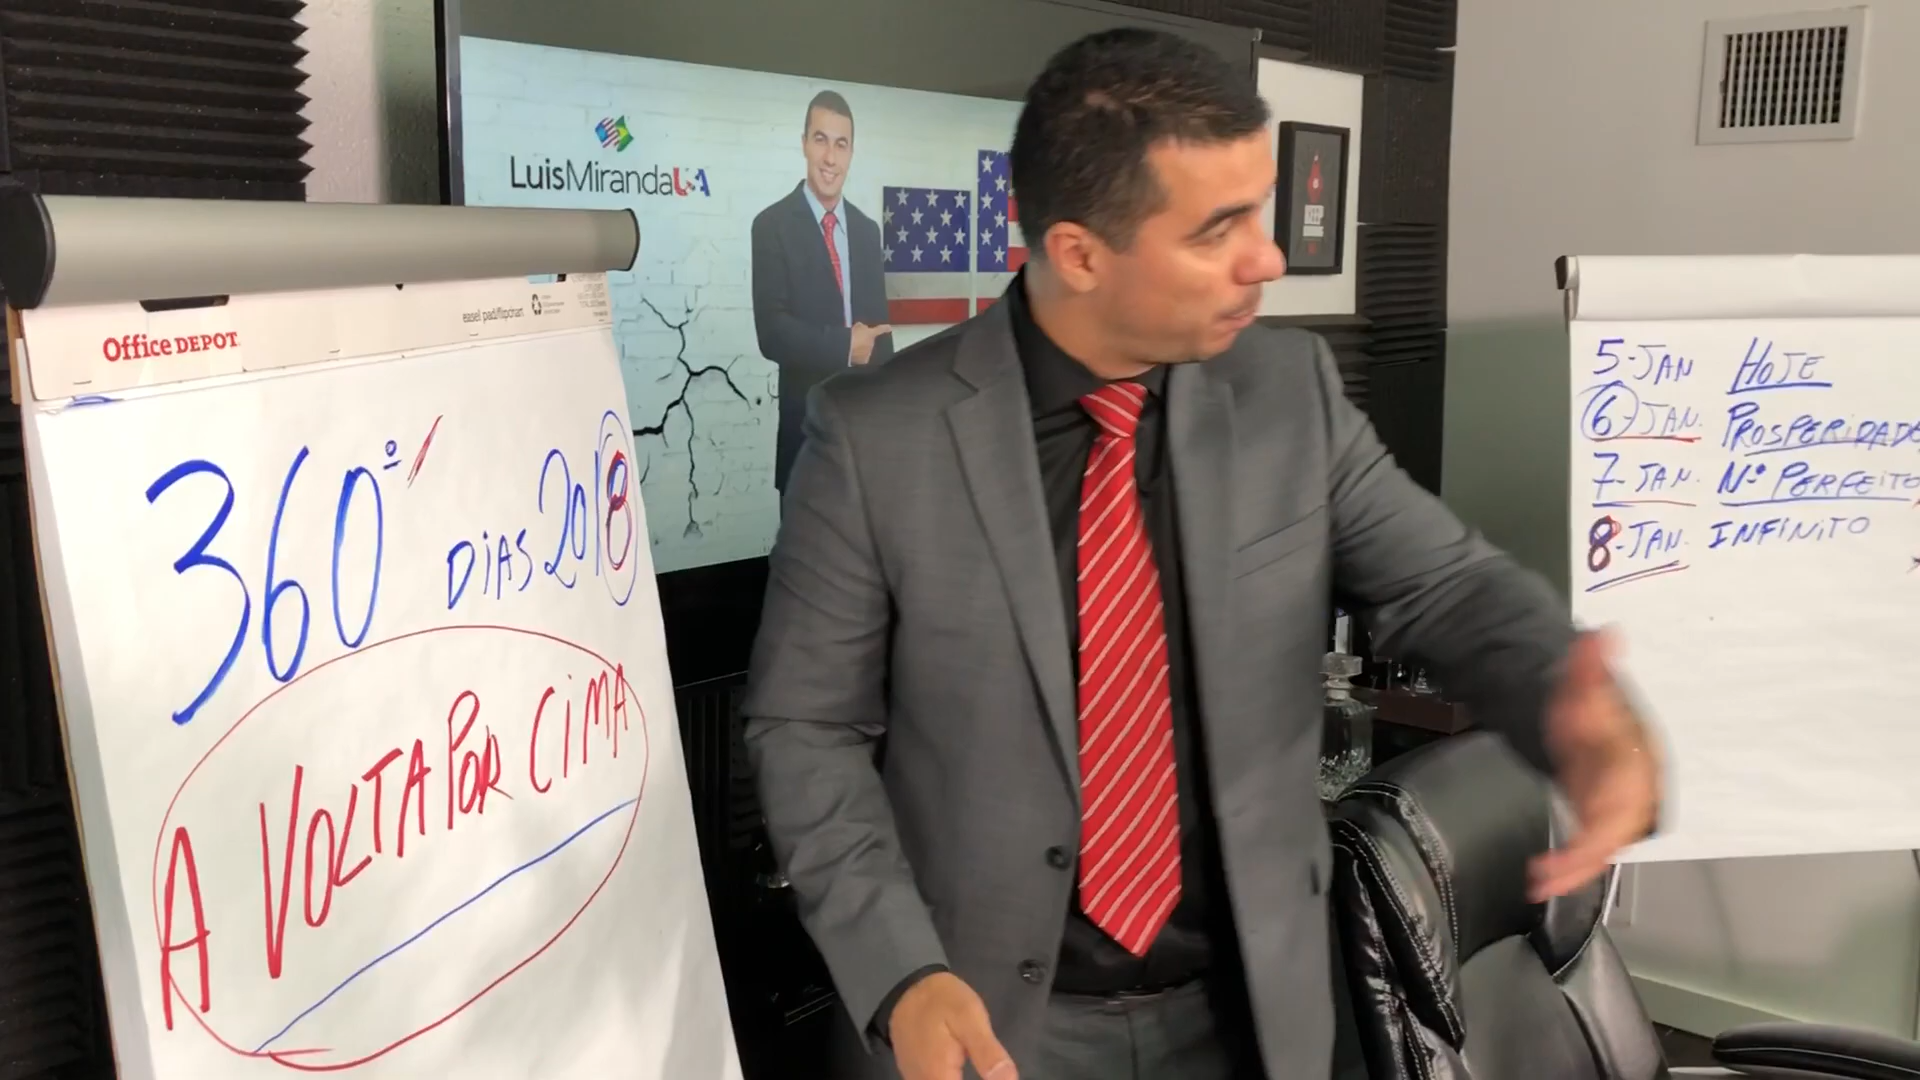 LuisMirandaUSA
Office DEPOT
easel pad/flipchart
360º
DiAS 2018
A VOLTA POR CiMA
5-JAN HOJE
6-JAN. PROSPERiDADE
7-JAN. Nº PERFEiTO
8-JAN. INFiNiTO